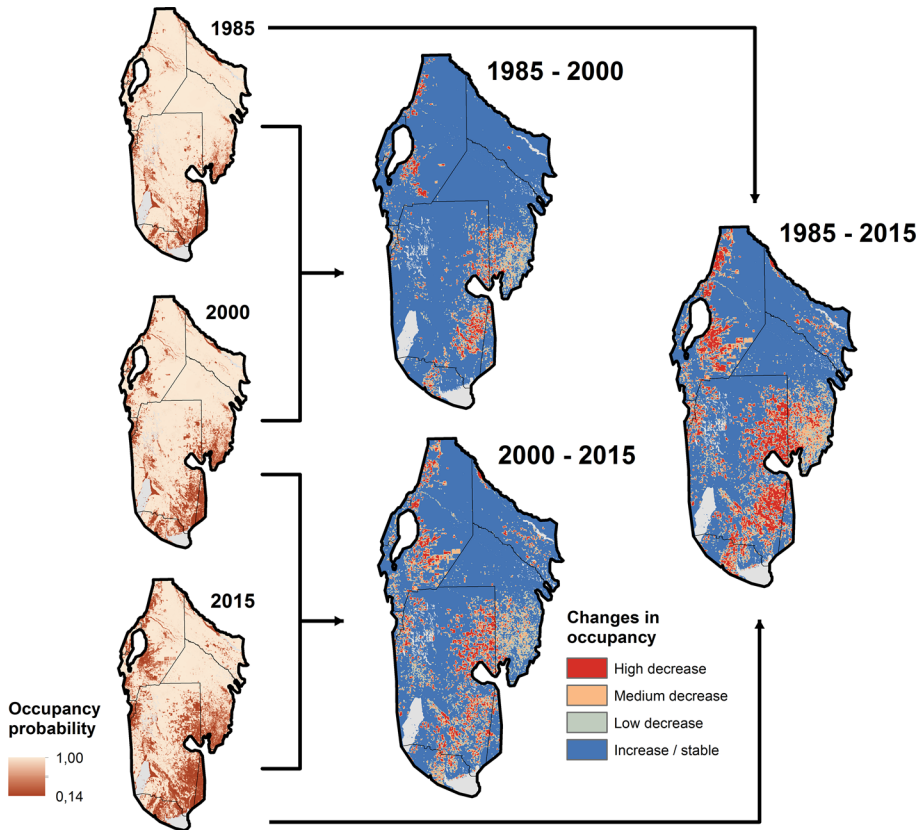 1985
1985 - 2000
1985 - 2015
2000
2000 - 2015
2015
Changes in
occupancy
High decrease
Medium decrease
Low decrease
Increase / stable
Occupancy
probability
1,00
0,14